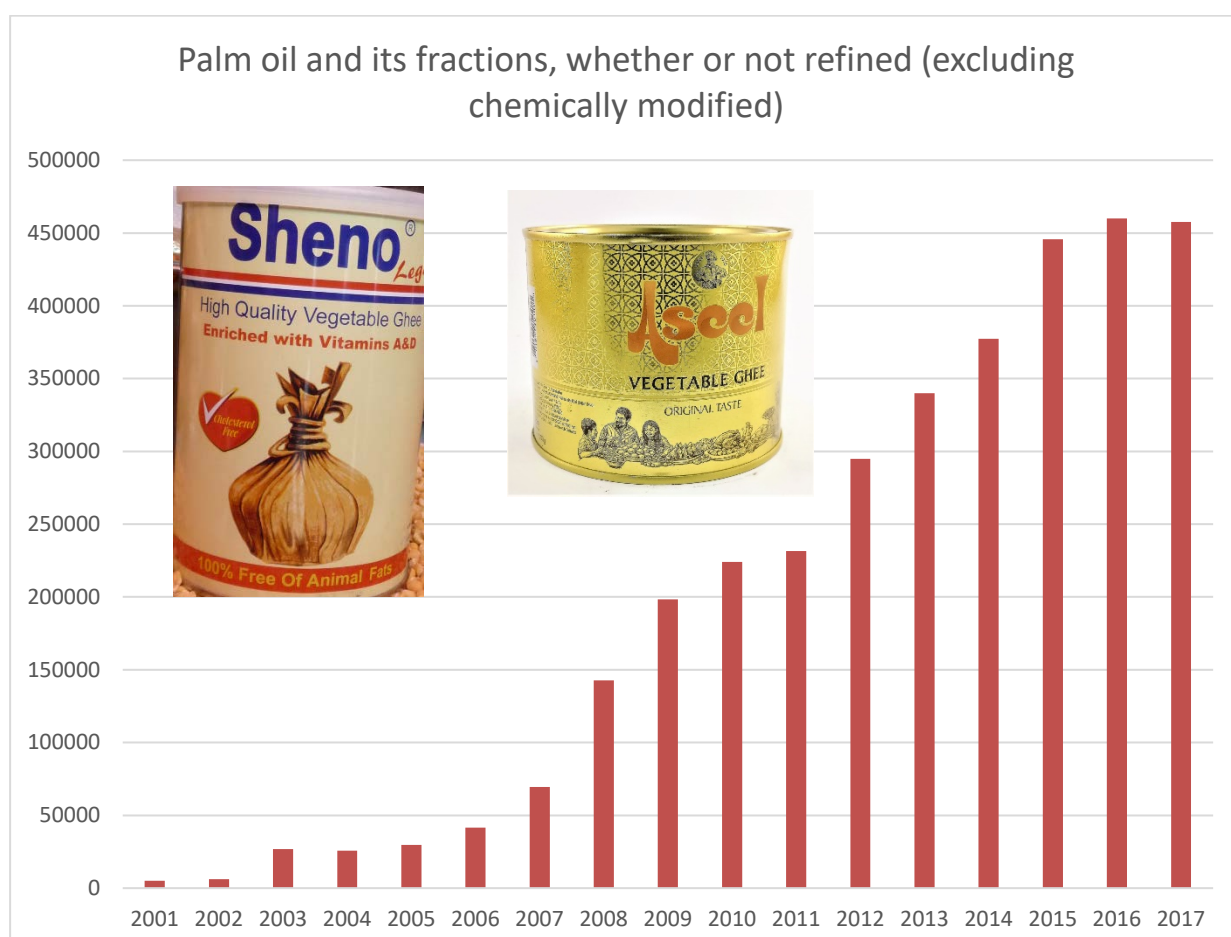 Palm oil and its fractions, whether or not refined (excluding
chemically modified)
500000
450000
400000
350000
300000
250000
200000
150000
100000
50000
0
Sheno®
Leg
High Quality Vegetable Ghee
Enriched with Vitamins A&D
Cholesterol
Free
100% Free Of Animal Fats
Aseel
VEGETABLE GHEE
ORIGINAL TASTE
2001 2002 2003 2004 2005 2006 2007 2008 2009 2010 2011 2012 2013 2014 2015 2016 2017